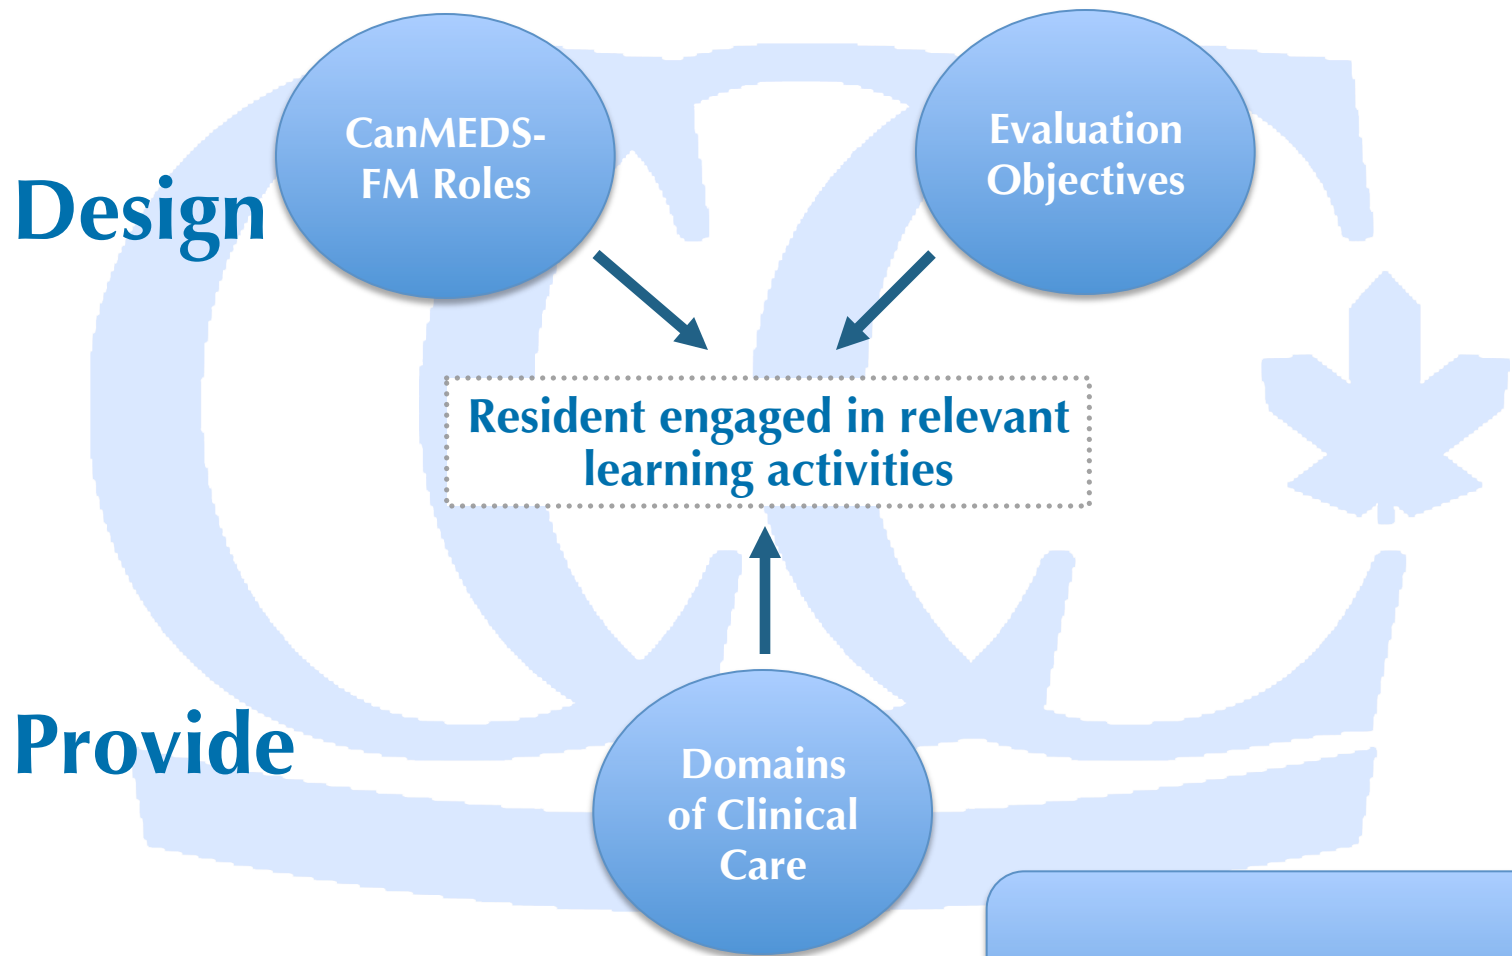 CanMEDS-
FM Roles
Evaluation
Objectives
Design
Resident engaged in relevant
learning activities
Provide
Domains
of Clinical
Care